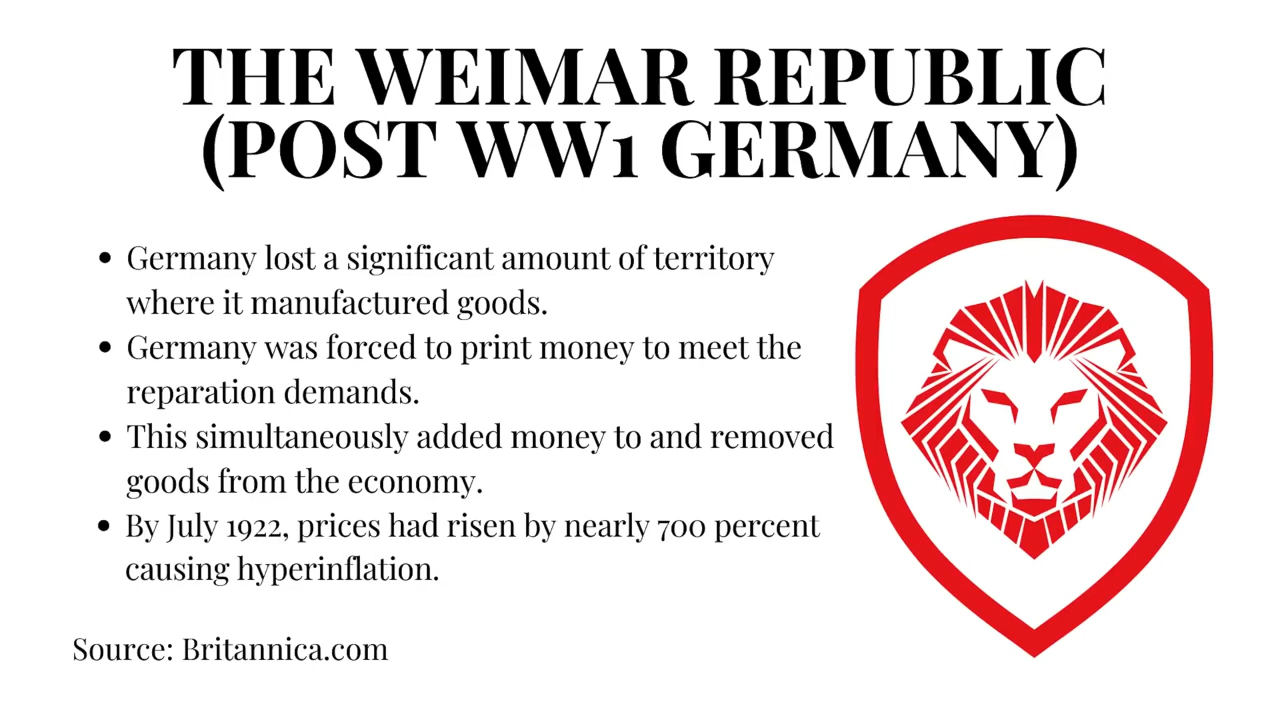 THE WEIMAR REPUBLIC
(POST WW1 GERMANY)
• Germany lost a significant amount of territory
where it manufactured goods.
• Germany was forced to print money to meet the
reparation demands.
• This simultaneously added money to and removed
goods from the economy.
• By July 1922, prices had risen by nearly 700 percent
causing hyperinflation.
Source: Britannica.com